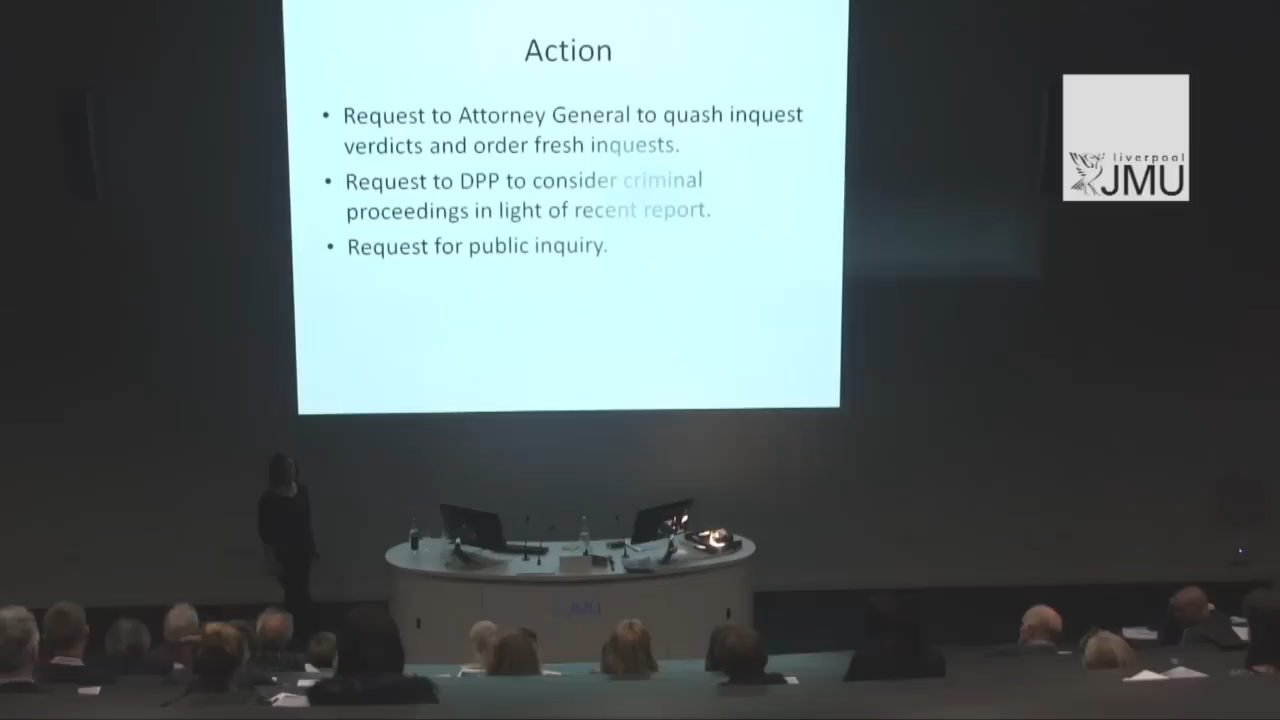 Action
• Request to Attorney General to quash inquest
verdicts and order fresh inquests.
• Request to DPP to consider criminal
proceedings in light of recent report.
• Request for public inquiry.
liverpool
JMU